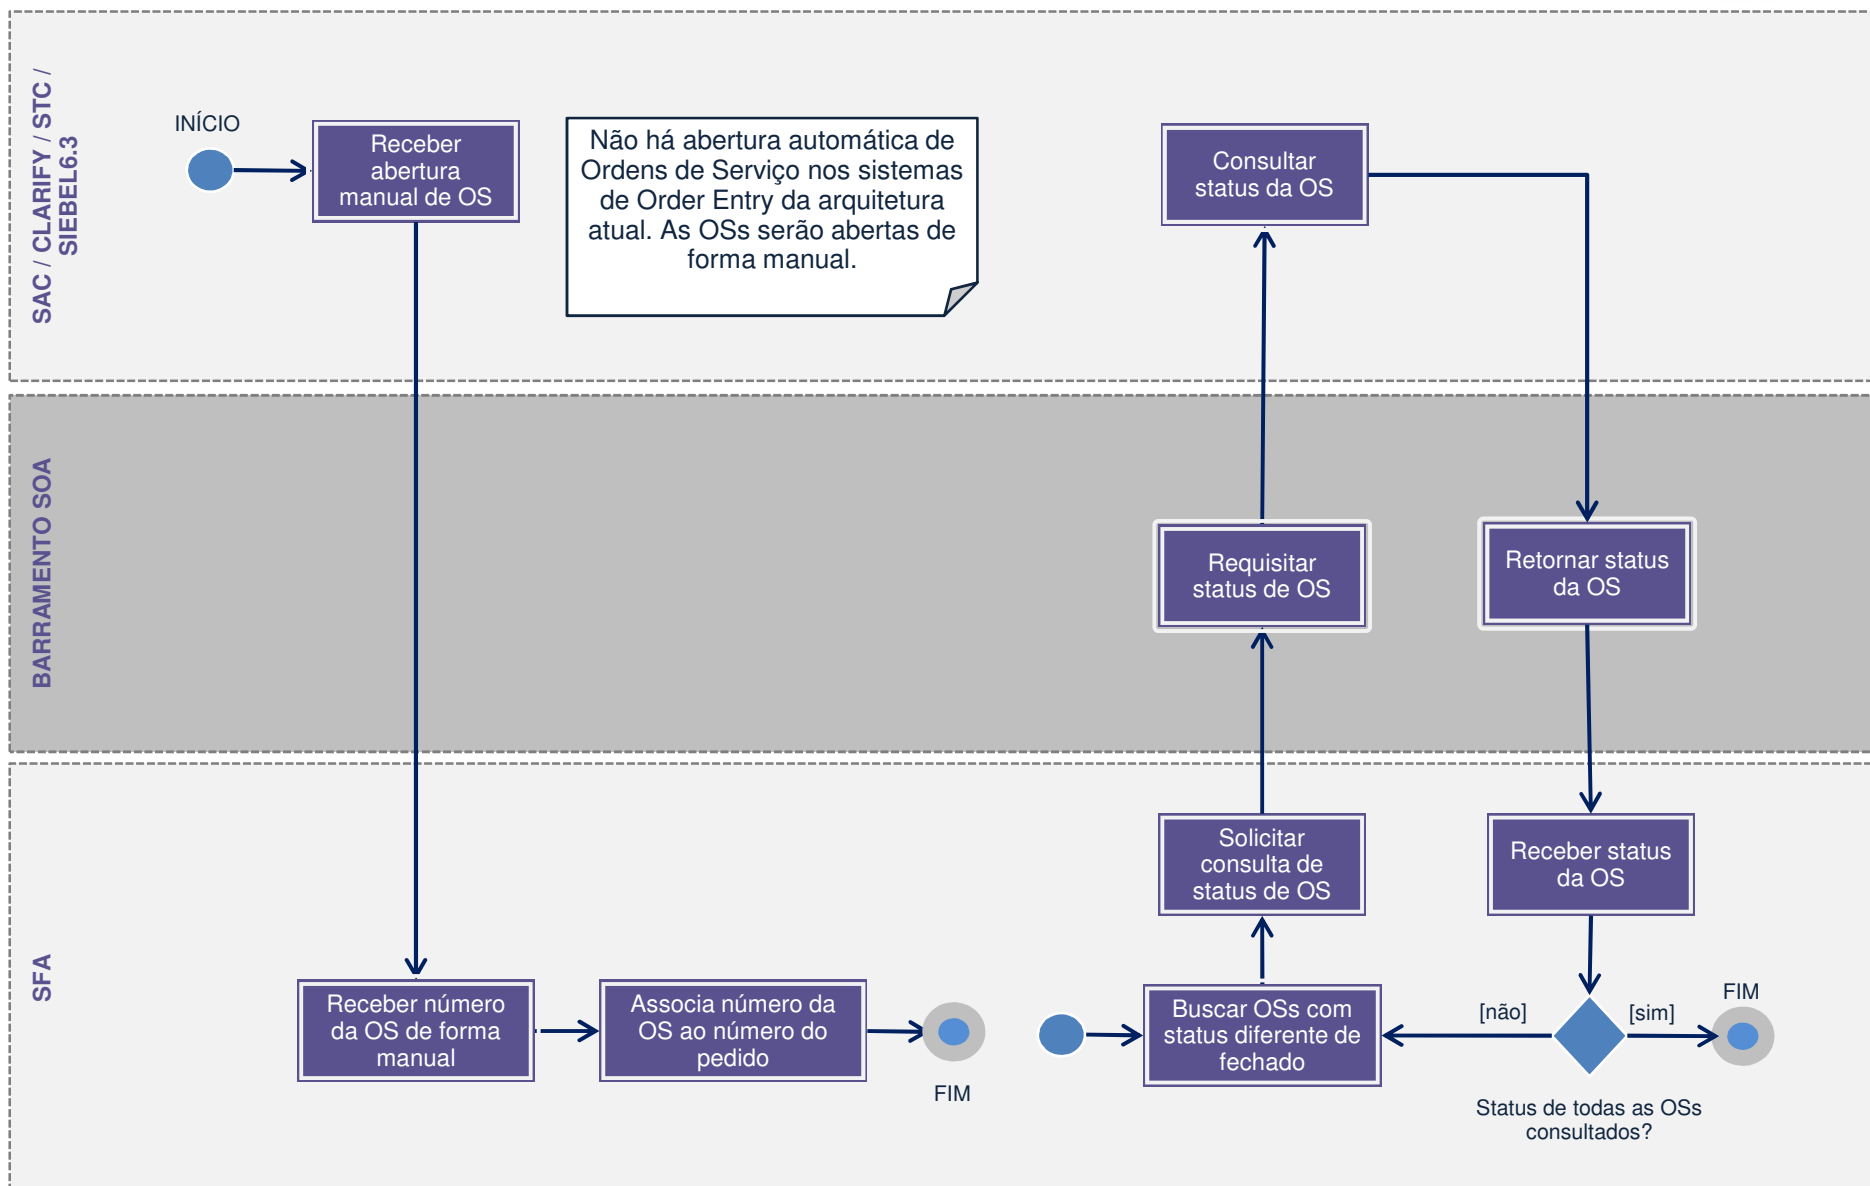 SAC / CLARIFY / STC /
SIEBEL6.3
INÍCIO
Receber
abertura
manual de OS
Não há abertura automática de
Ordens de Serviço nos sistemas
de Order Entry da arquitetura
atual. As OSs serão abertas de
forma manual.
Consultar
status da OS
BARRAMENTO SOA
Requisitar
status de OS
Retornar status
da OS
SFA
Solicitar
consulta de
status de OS
Receber status
da OS
Receber número
da OS de forma
manual
Associa número da
OS ao número do
pedido
FIM
Buscar OSs com
status diferente de
fechado
[não]
[sim]
FIM
Status de todas as OSs
consultados?